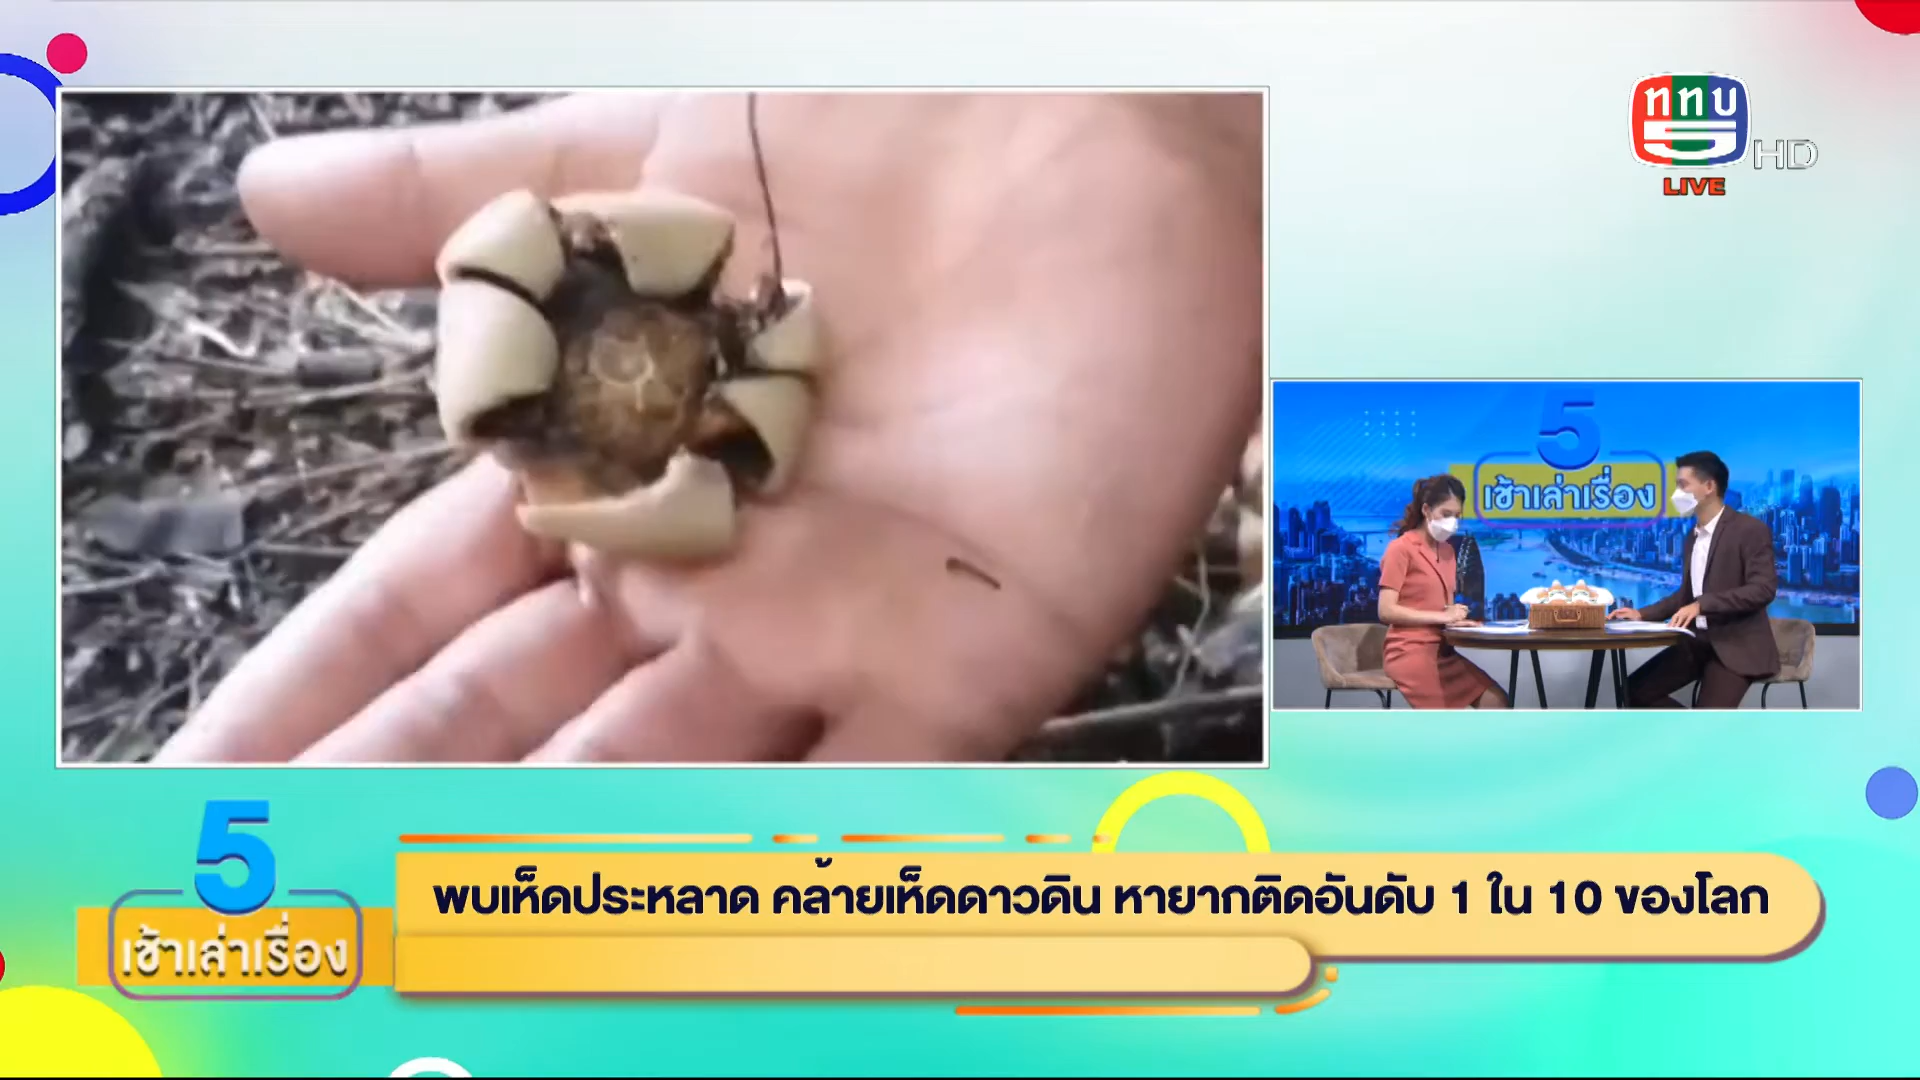 ททบ
5
HD
LIVE
5
เช้าเล่าเรื่อง
5
เช้าเล่าเรื่อง
พบเห็ดประหลาด คล้ายเห็ดดาวดิน หายากติดอันดับ 1 ใน 10 ของโลก